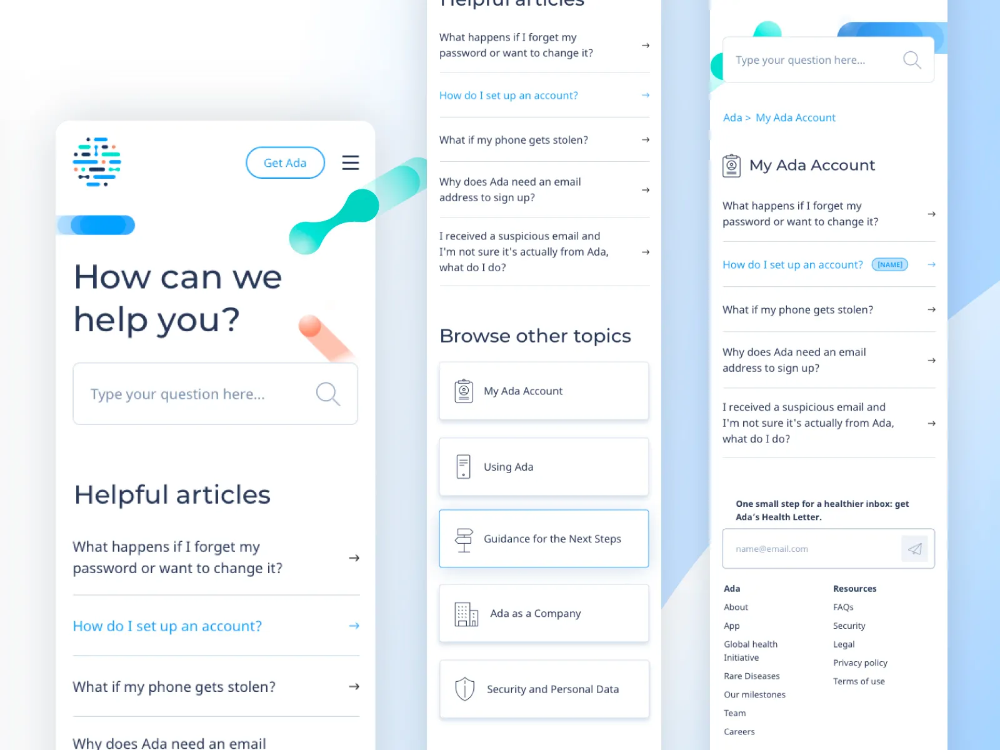 Get Ada
How can we
help you?
Type your question here...
Helpful articles
What happens if I forget my
password or want to change it?
How do I set up an account?
What if my phone gets stolen?
Why does Ada need an email
Helpful articles
What happens if I forget my
password or want to change it?
How do I set up an account?
What if my phone gets stolen?
Why does Ada need an email
address to sign up?
I received a suspicious email and
I'm not sure it's actually from Ada,
what do I do?
Browse other topics
My Ada Account
Using Ada
Guidance for the Next Steps
Ada as a Company
Security and Personal Data
Type your question here...
Ada > My Ada Account
My Ada Account
What happens if I forget my
password or want to change it?
How do I set up an account? [NAME]
What if my phone gets stolen?
Why does Ada need an email
address to sign up?
I received a suspicious email and
I'm not sure it's actually from Ada,
what do I do?
One small step for a healthier inbox: get
Ada’s Health Letter.
name@email.com
Ada
About
App
Global health
Initiative
Rare Diseases
Our milestones
Team
Careers
Resources
FAQs
Security
Legal
Privacy policy
Terms of use